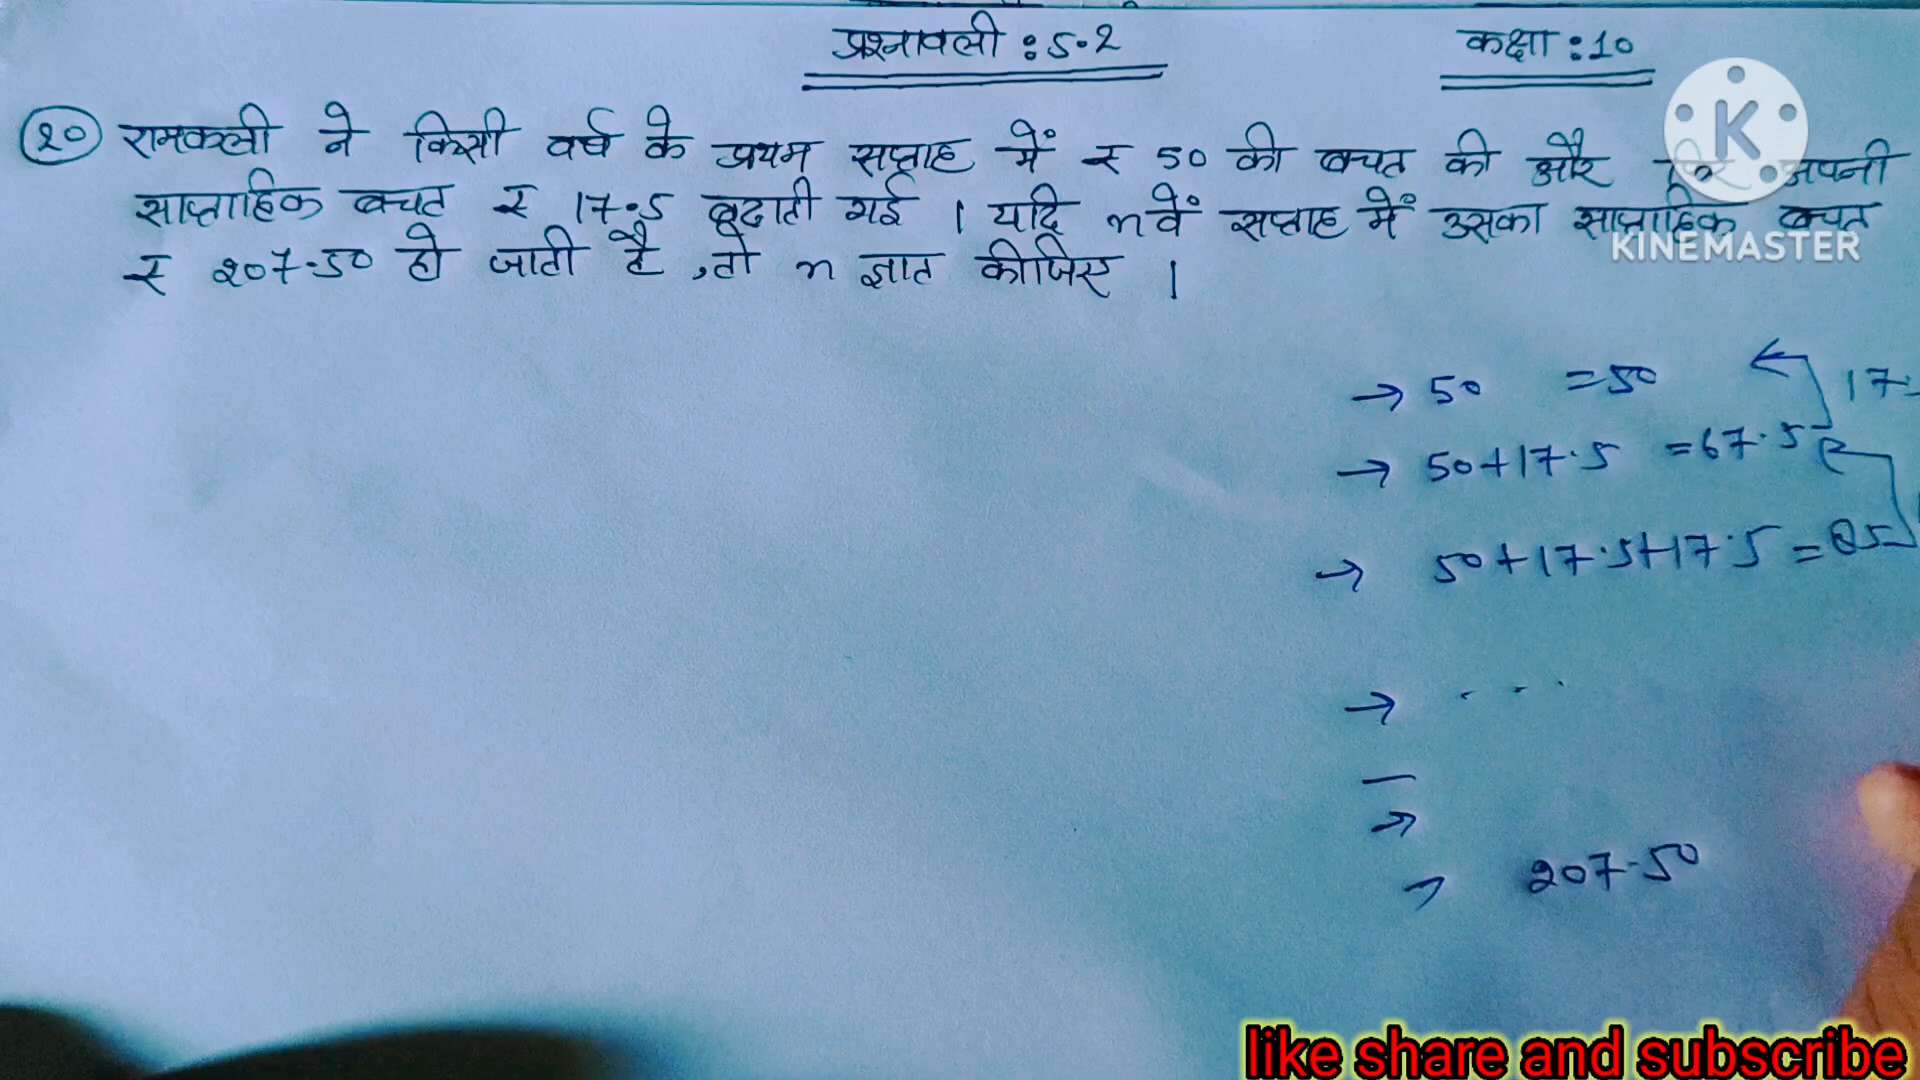 प्रश्नावली : 5.2
कक्षा : 10
20 रामकली ने किसी वर्ष के प्रथम सप्ताह में ₹ 50 की बचत की और अपनी
साप्ताहिक बचत ₹ 17.5 बढ़ाती गई । यदि nवें सप्ताह में उसका साप्ताहिक बचत
₹ 207.50 हो जाती है, तो n ज्ञात कीजिए ।
K
KINEMASTER
→ 50 = 50
17.
→ 50+17.5 = 67.5
→ 50+17.5+17.5 = 85
→ . . .
→
207.50
like share and subscribe